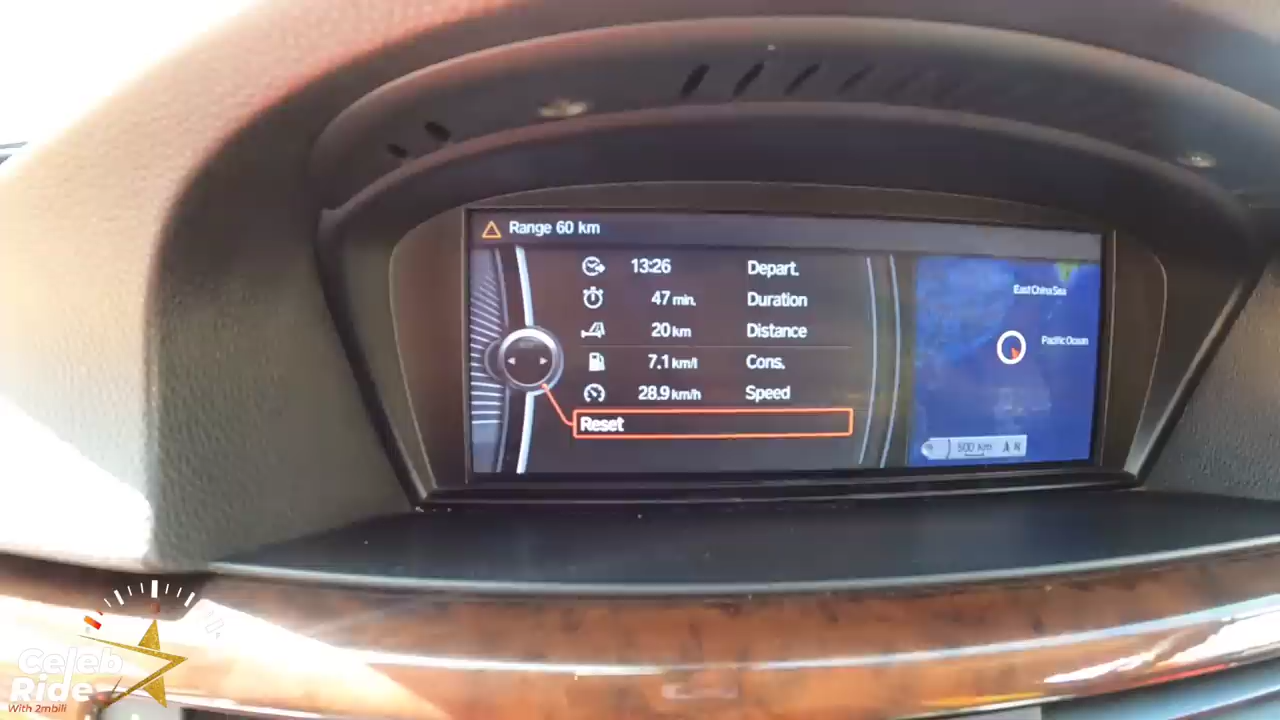 Range 60 km
13:26 Depart.
47 min. Duration
20 km Distance
7.1 km/l Cons.
28.9 km/h Speed
Reset
East China Sea
Pacific Ocean
500 km N
Celeb
Ride
With 2mbili